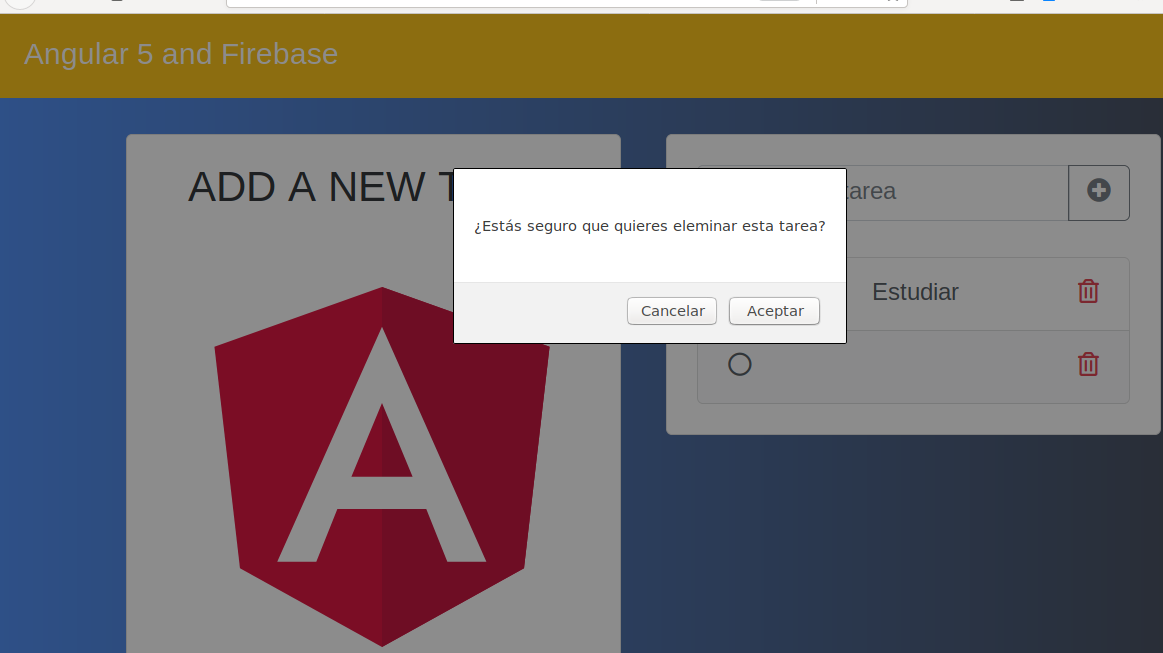 Angular 5 and Firebase
ADD A NEW
¿Estás seguro que quieres eleminar esta tarea?
Cancelar
Aceptar
tarea
Estudiar